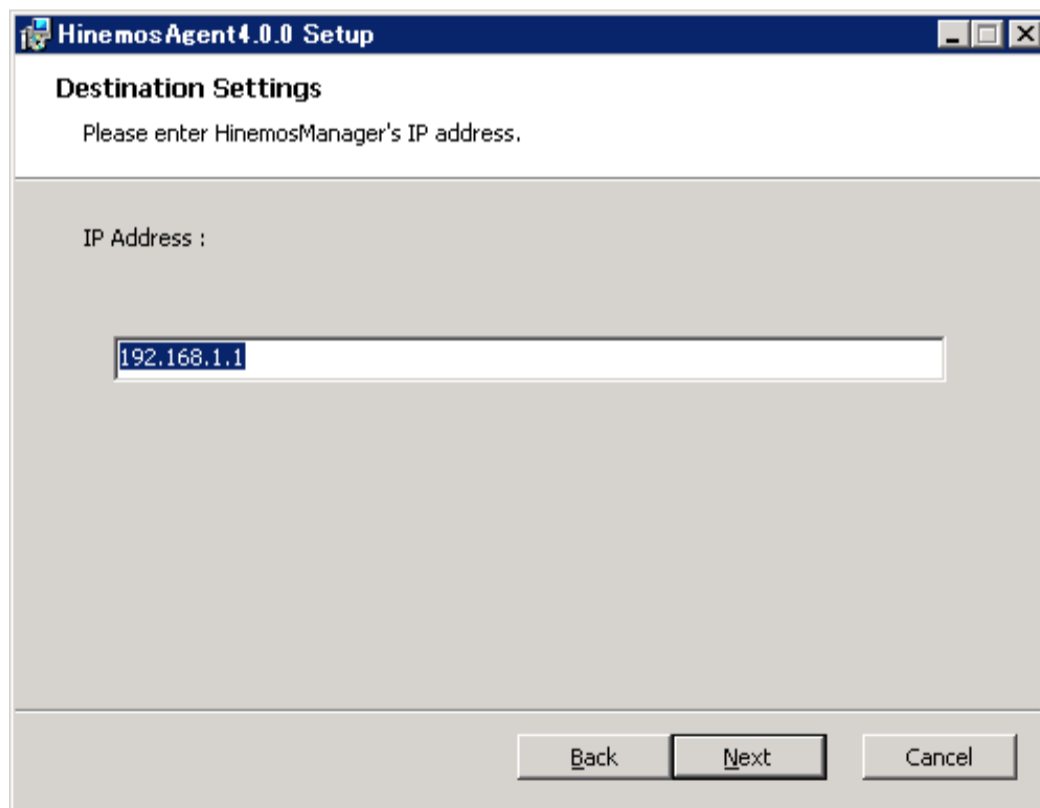 HinemosAgent4.0.0 Setup
Destination Settings
Please enter HinemosManager's IP address.
IP Address :
192.168.1.1
Back Next Cancel